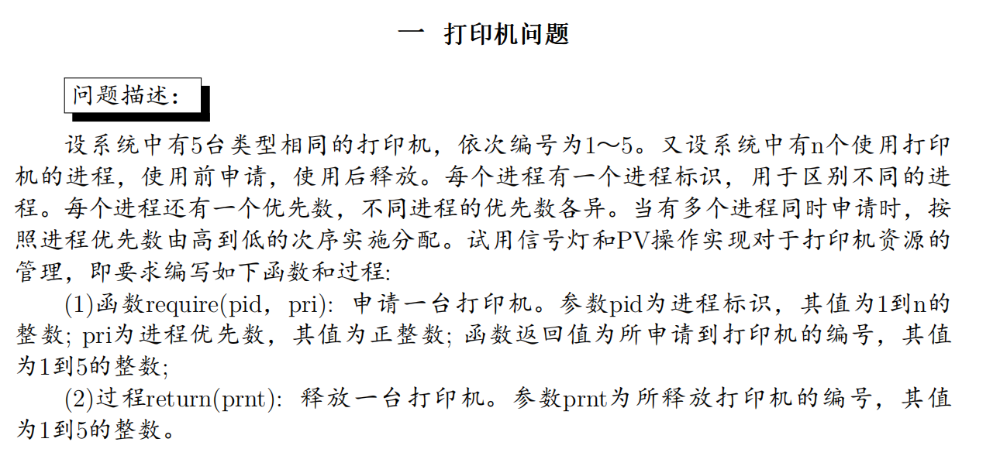 一 打印机问题
问题描述：
设系统中有5台类型相同的打印机，依次编号为1～5。又设系统中有n个使用打印
机的进程，使用前申请，使用后释放。每个进程有一个进程标识，用于区别不同的进
程。每个进程还有一个优先数，不同进程的优先数各异。当有多个进程同时申请时，按
照进程优先数由高到低的次序实施分配。试用信号灯和PV操作实现对于打印机资源的
管理，即要求编写如下函数和过程:
(1)函数require(pid，pri): 申请一台打印机。参数pid为进程标识，其值为1到n的
整数; pri为进程优先数，其值为正整数; 函数返回值为所申请到打印机的编号，其值
为1到5的整数;
(2)过程return(prnt): 释放一台打印机。参数prnt为所释放打印机的编号，其值
为1到5的整数。